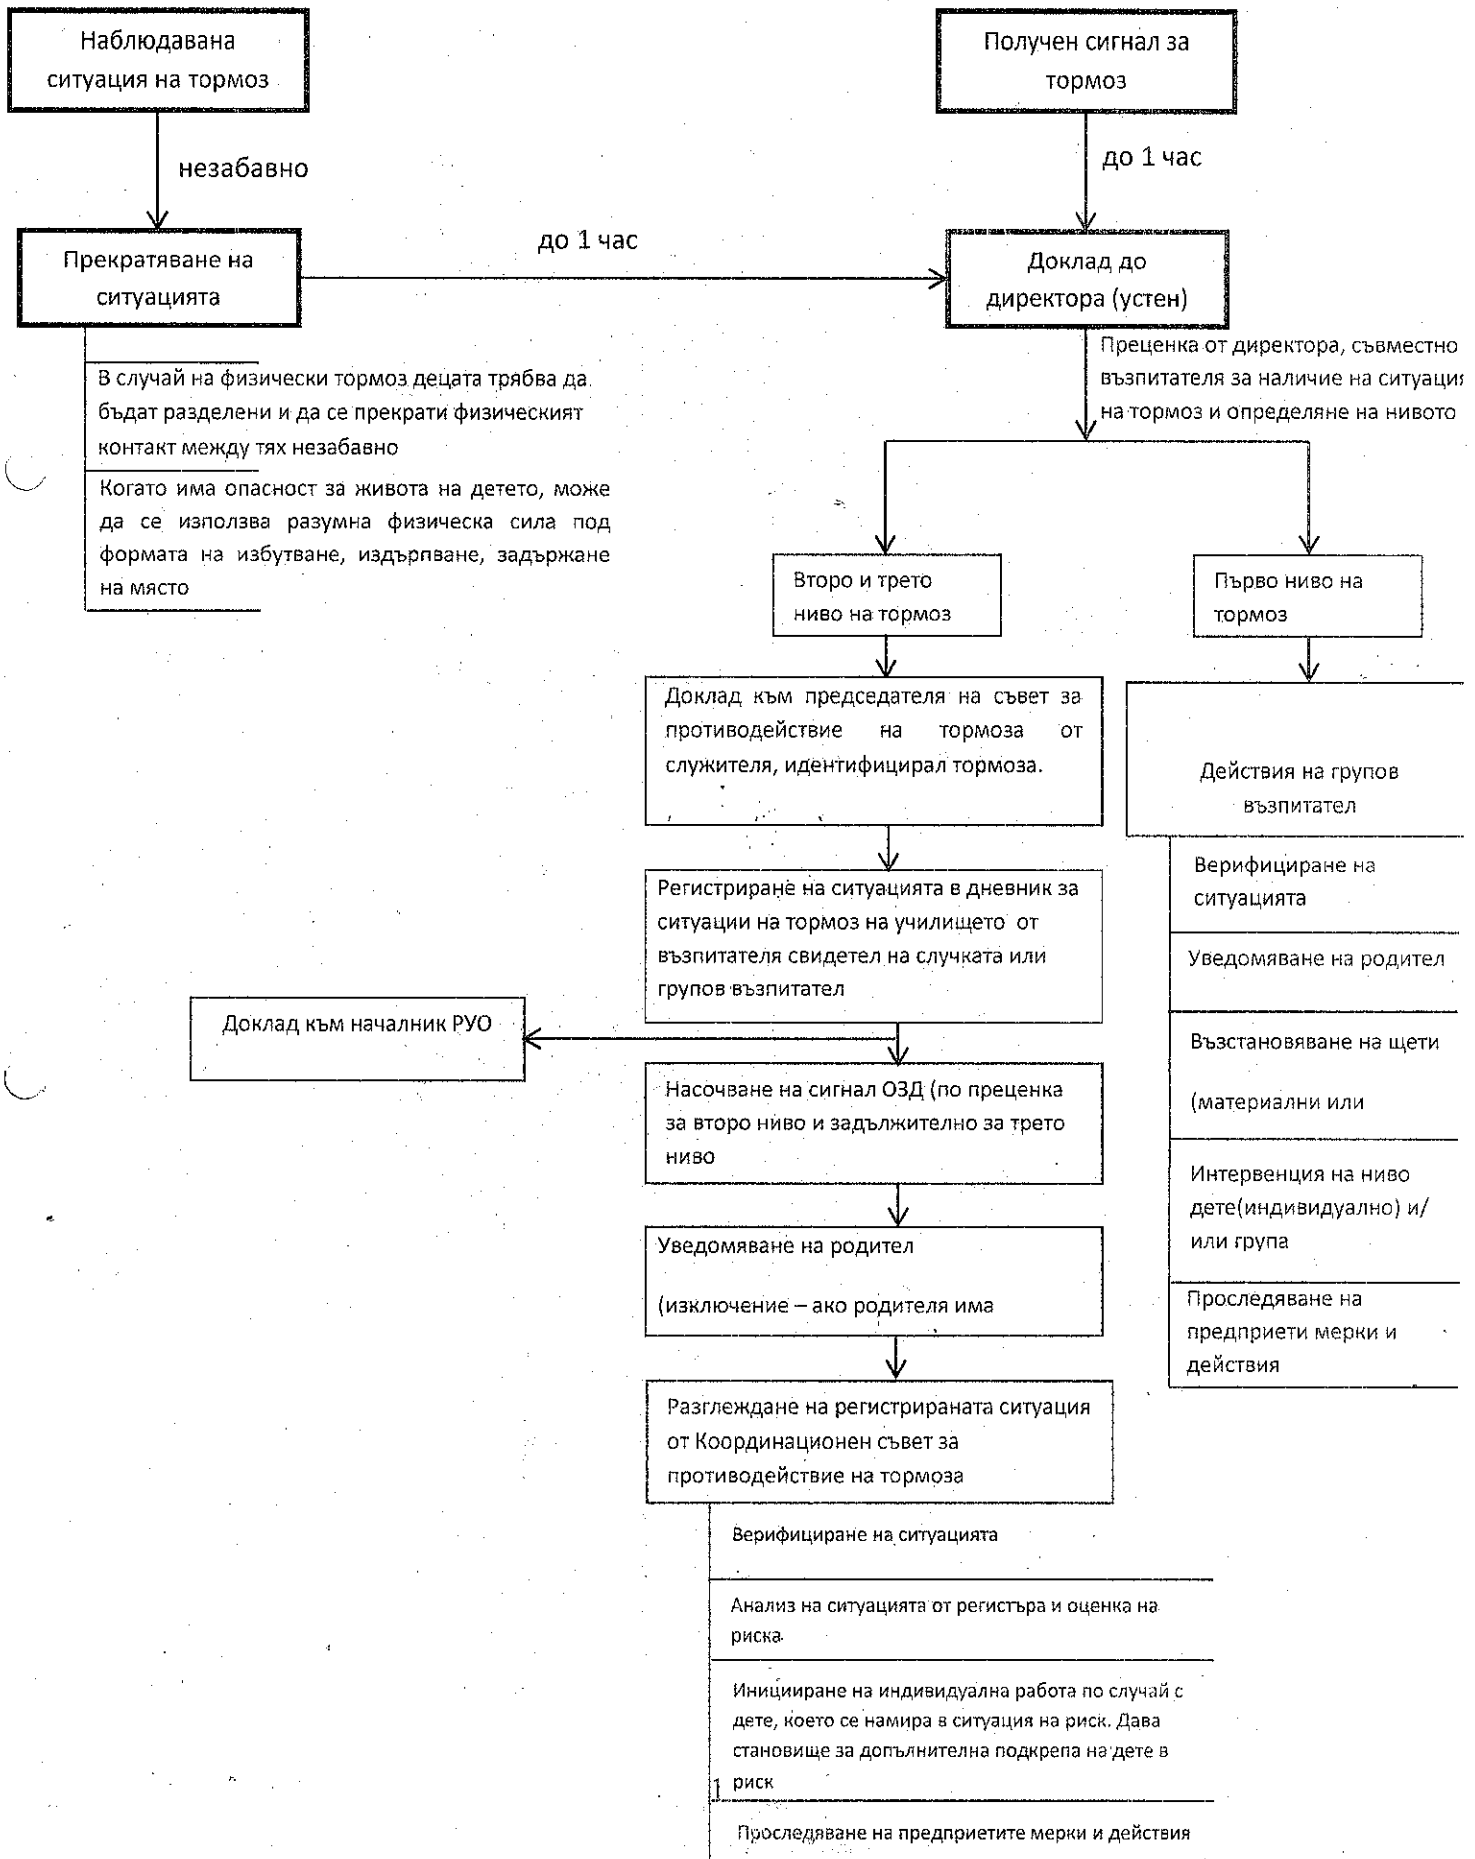 Наблюдавана
ситуация на тормоз
Получен сигнал за
тормоз
незабавно
до 1 час
Прекратяване на
ситуацията
до 1 час
Доклад до
директора (устен)
В случай на физически тормоз децата трябва да
бъдат разделени и да се прекрати физическият
контакт между тях незабавно
Когато има опасност за живота на детето, може
да се използва разумна физическа сила под
формата на избутване, издърпване, задържане
на място
Преценка от директора, съвместно
възпитателя за наличие на ситуация
на тормоз и определяне на нивото
Второ и трето
ниво на тормоз
Първо ниво на
тормоз
Доклад към председателя на съвет за
противодействие на тормоза от
служителя, идентифицирал тормоза.
Регистриране на ситуацията в дневник за
ситуации на тормоз на училището от
възпитателя свидетел на случката или
групов възпитател
Доклад към началник РУО
Насочване на сигнал ОЗД (по преценка
за второ ниво и задължително за трето
ниво
Уведомяване на родител
(изключение – ако родителя има
Разглеждане на регистрираната ситуация
от Координационен съвет за
противодействие на тормоза
Верифициране на ситуацията
Анализ на ситуацията от регистъра и оценка на
риска
Иницииране на индивидуална работа по случай с
дете, което се намира в ситуация на риск. Дава
становище за допълнителна подкрепа на дете в
риск
1
Проследяване на предприетите мерки и действия
Действия на групов
възпитател
Верифициране на
ситуацията
Уведомяване на родител
Възстановяване на щети
(материални или
Интервенция на ниво
дете(индивидуално) и/
или група
Проследяване на
предприети мерки и
действия